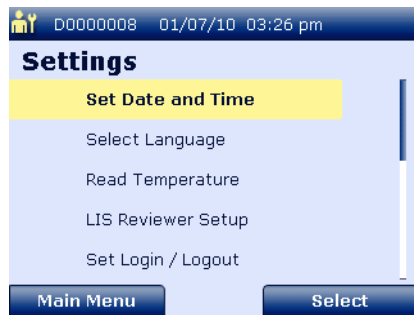 D0000008 01/07/10 03:26 pm
Settings
Set Date and Time
Select Language
Read Temperature
LIS Reviewer Setup
Set Login / Logout
Main Menu Select